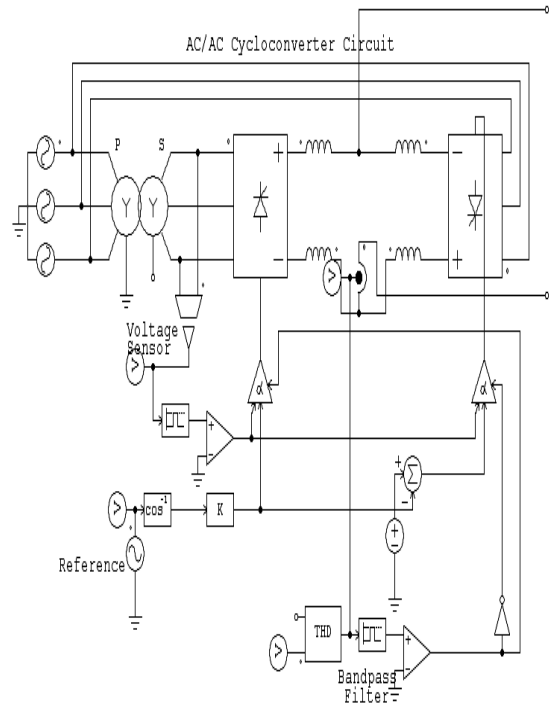 AC/AC Cycloconverter Circuit
P S
Y Y
+ −
− +
V
Voltage
Sensor
V
α α
+
−
+ Σ
−
V cos⁻¹ K
+
−
Reference
THD
V
+
−
Bandpass
Filter